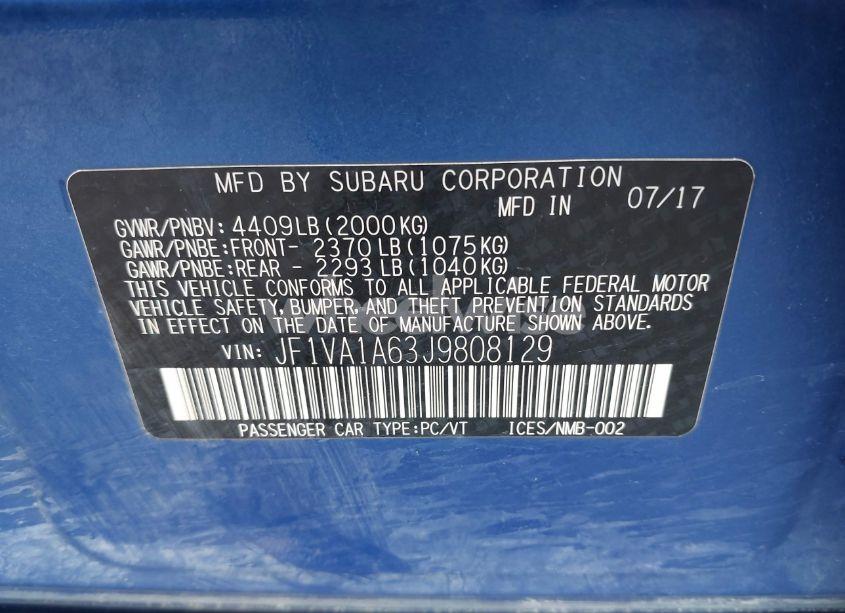 MFD BY SUBARU CORPORATION
MFD IN 07/17
GVWR/PNBV: 4409LB(2000KG)
GAWR/PNBE:FRONT- 2370LB(1075KG)
GAWR/PNBE:REAR - 2293LB(1040KG)
THIS VEHICLE CONFORMS TO ALL APPLICABLE FEDERAL MOTOR
VEHICLE SAFETY, BUMPER, AND THEFT PREVENTION STANDARDS
IN EFFECT ON THE DATE OF MANUFACTURE SHOWN ABOVE.
VIN: JF1VA1A63J9808129
PASSENGER CAR TYPE:PC/VT ICES/NMB-002